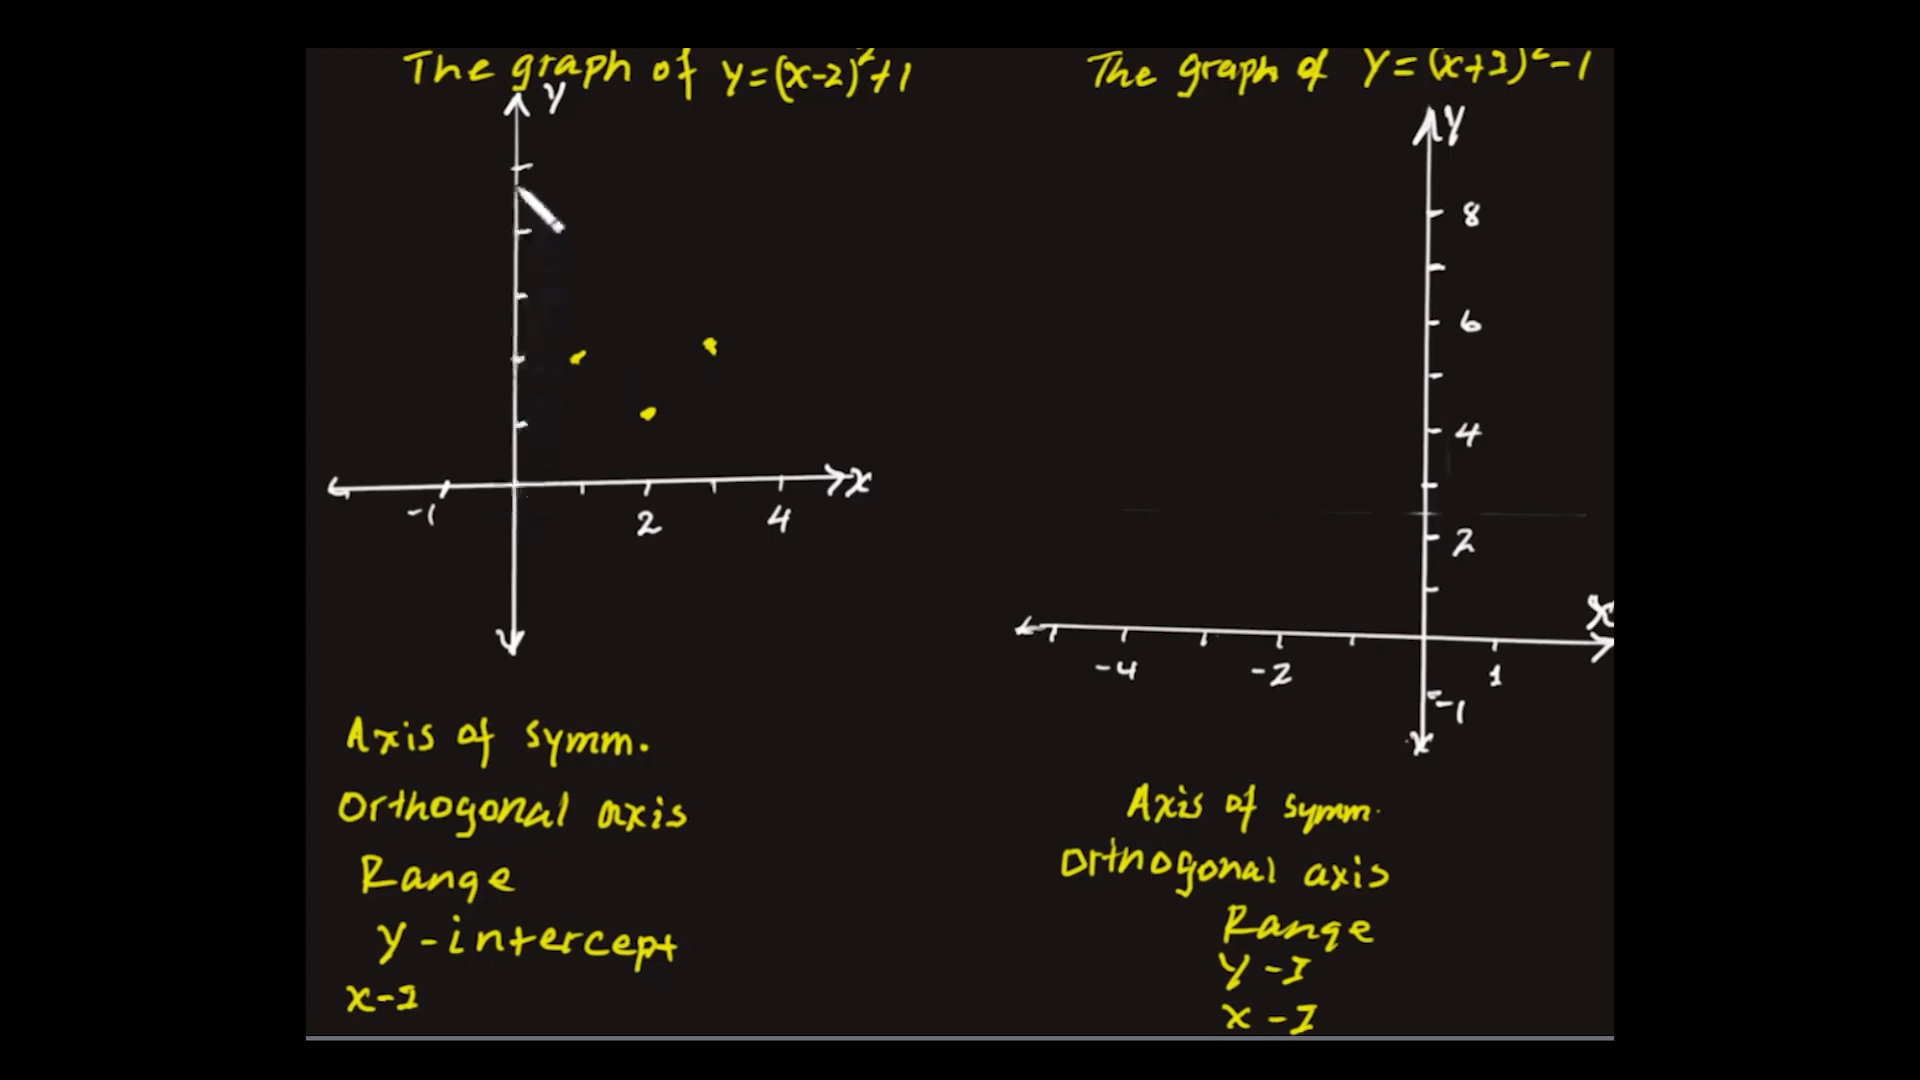 The graph of y=(x-2)²+1
Y
-1
2
4
x
Axis of symm.
Orthogonal axis
Range
Y-intercept
x-I
The graph of Y=(x+3)²-1
Y
8
6
4
2
X
-4
-2
1
-1
Axis of symm.
Orthogonal axis
Range
Y-I
x-I